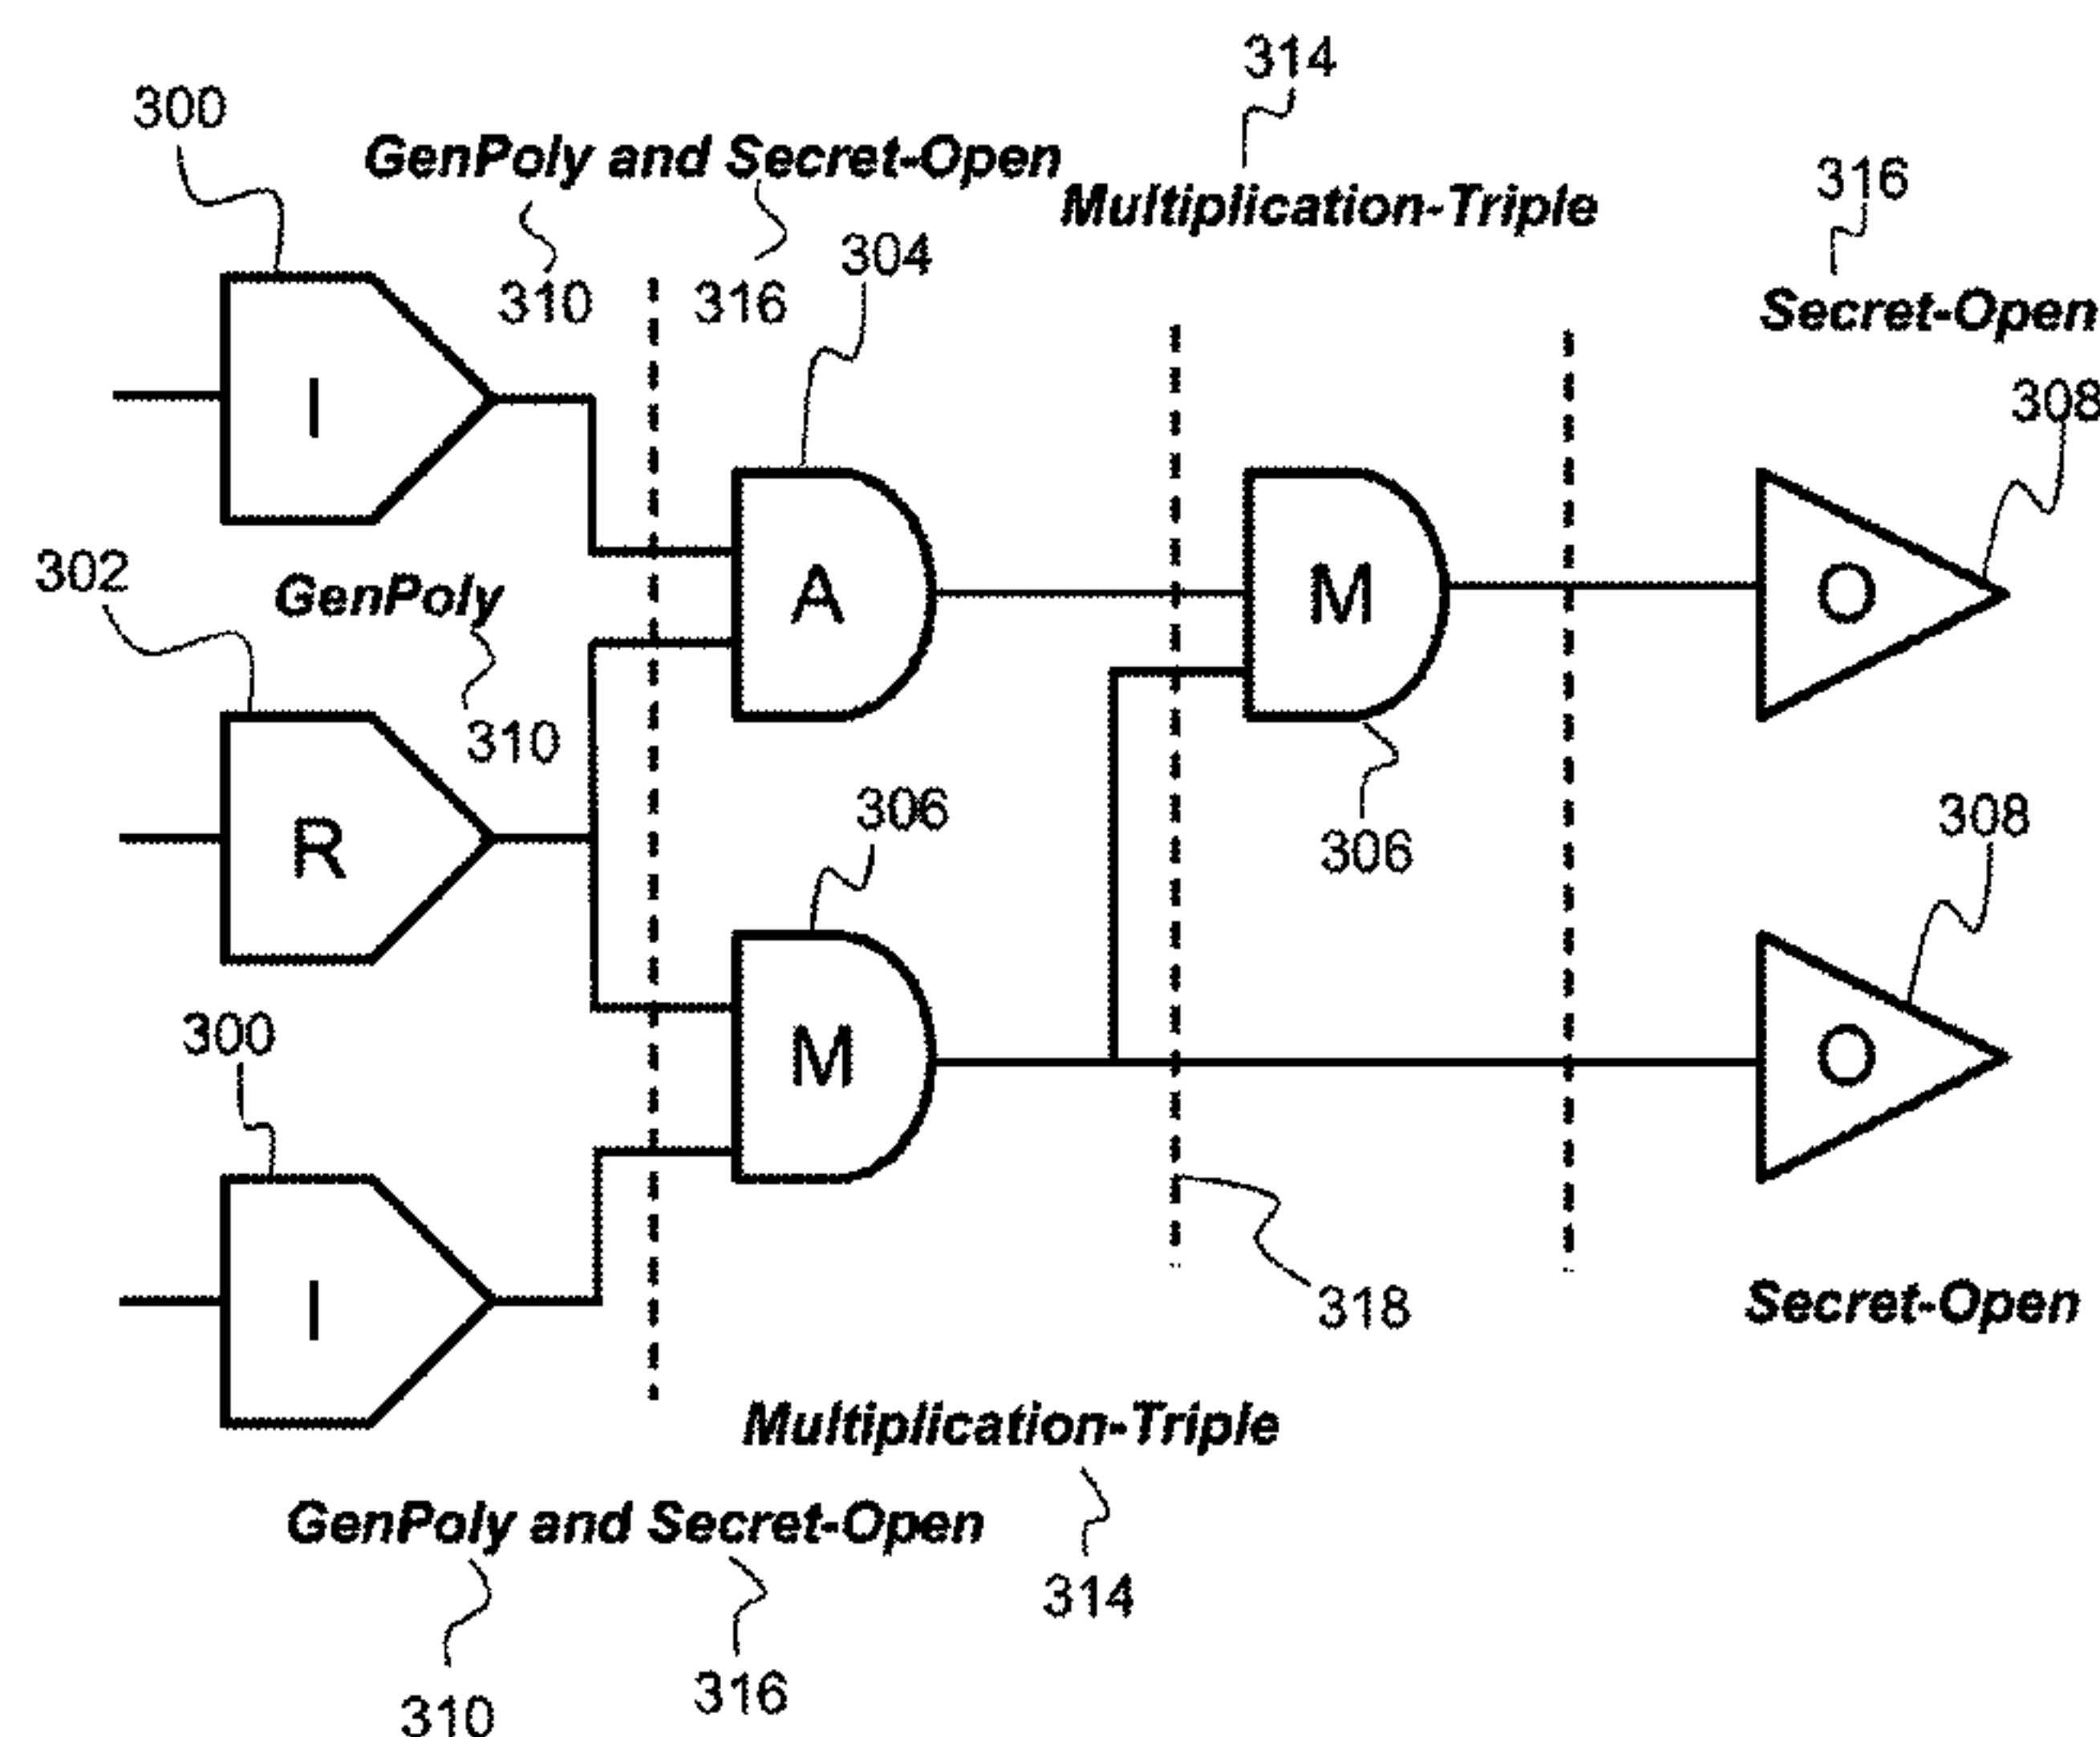 314
300
GenPoly and Secret-Open
316
Multiplication-Triple
304
310
316
Secret-Open
308
I
302
GenPoly
A
M
O
310
306
308
R
306
300
M
O
I
318
Secret-Open
Multiplication-Triple
GenPoly and Secret-Open
314
310
316